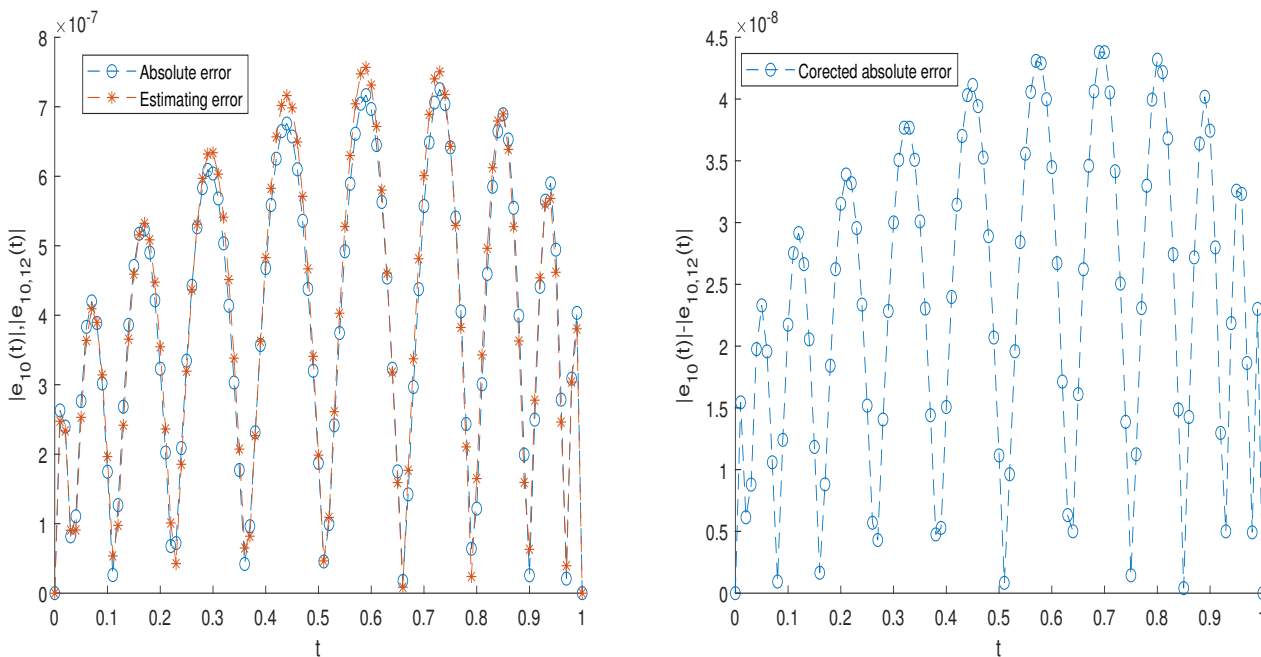 ×10⁻⁷
8
7
6
5
4
3
2
1
0
|e₁₀(t)|,|e₁₀,₁₂(t)|
Absolute error
Estimating error
0 0.1 0.2 0.3 0.4 0.5 0.6 0.7 0.8 0.9 1
t
×10⁻⁸
4.5
4
3.5
3
2.5
2
1.5
1
0.5
0
|e₁₀(t)|-|e₁₀,₁₂(t)|
Corected absolute error
0 0.1 0.2 0.3 0.4 0.5 0.6 0.7 0.8 0.9 1
t